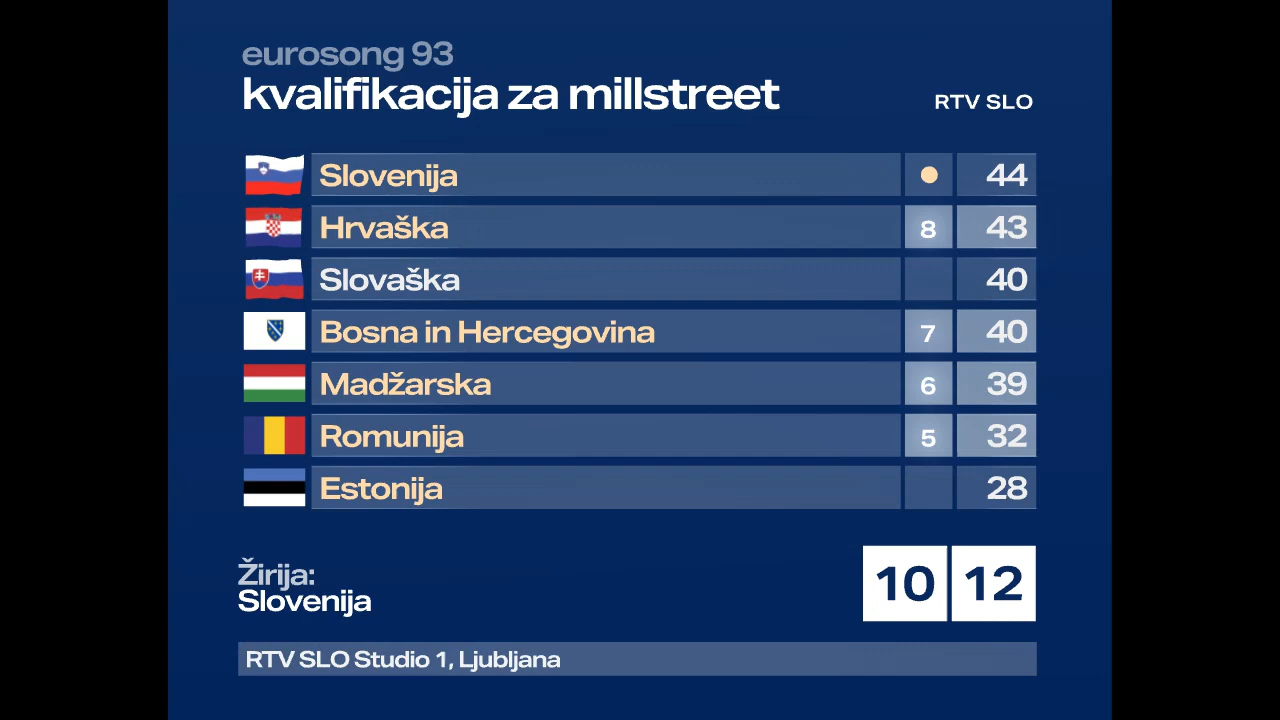 eurosong 93
kvalifikacija za millstreet
RTV SLO
Slovenija 44
Hrvaška 8 43
Slovaška 40
Bosna in Hercegovina 7 40
Madžarska 6 39
Romunija 5 32
Estonija 28
Žirija:
Slovenija
10 12
RTV SLO Studio 1, Ljubljana